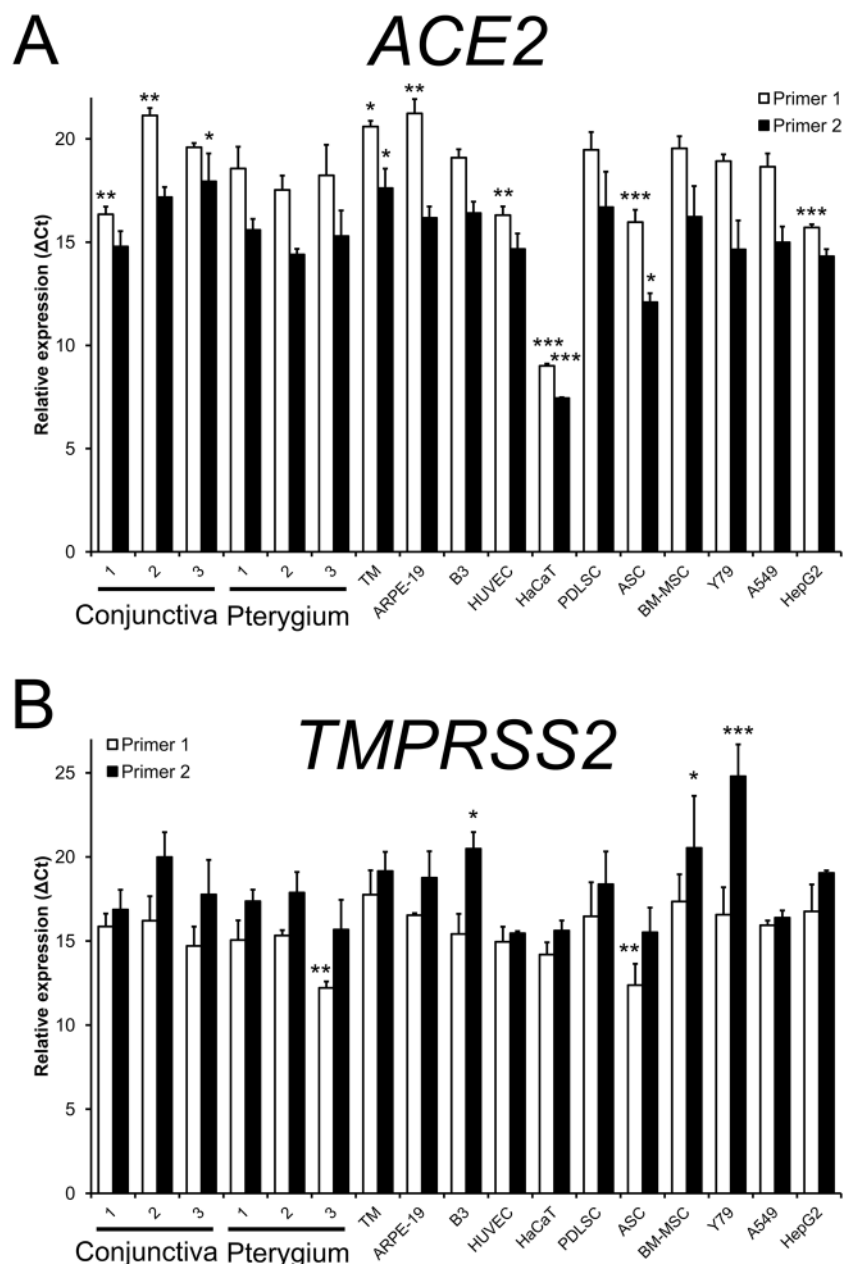 A
ACE2
Primer 1
Primer 2
Relative expression (ΔCt)
20
15
10
5
0
** ** * * * ** ** *** *** *** * ***
1 2 3 1 2 3 TM ARPE-19 B3 HUVEC HaCaT PDLSC ASC BM-MSC Y79 A549 HepG2
Conjunctiva Pterygium
B
TMPRSS2
Primer 1
Primer 2
Relative expression (ΔCt)
25
20
15
10
5
0
** * ** * ***
1 2 3 1 2 3 TM ARPE-19 B3 HUVEC HaCaT PDLSC ASC BM-MSC Y79 A549 HepG2
Conjunctiva Pterygium